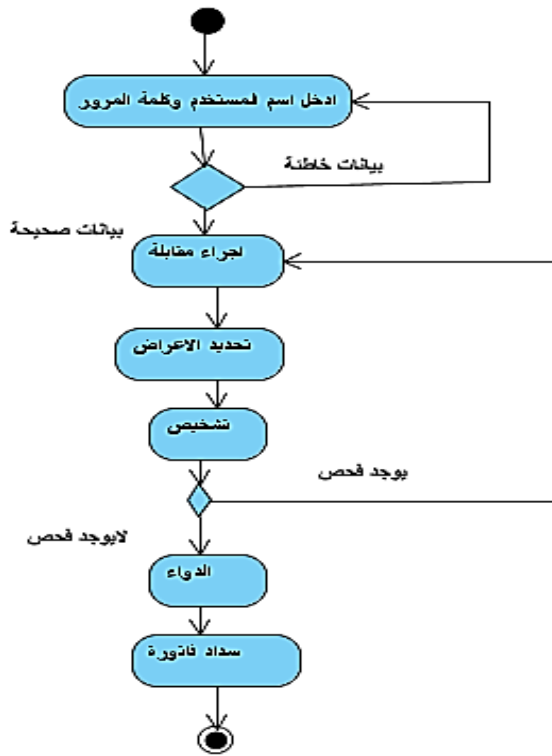 ادخل اسم المستخدم وكلمة المرور
بيانات خاطئة
بيانات صحيحة
اجراء مقابلة
تحديد الاعراض
تشخيص
يوجد فحص
لايوجد فحص
الدواء
سداد فاتورة